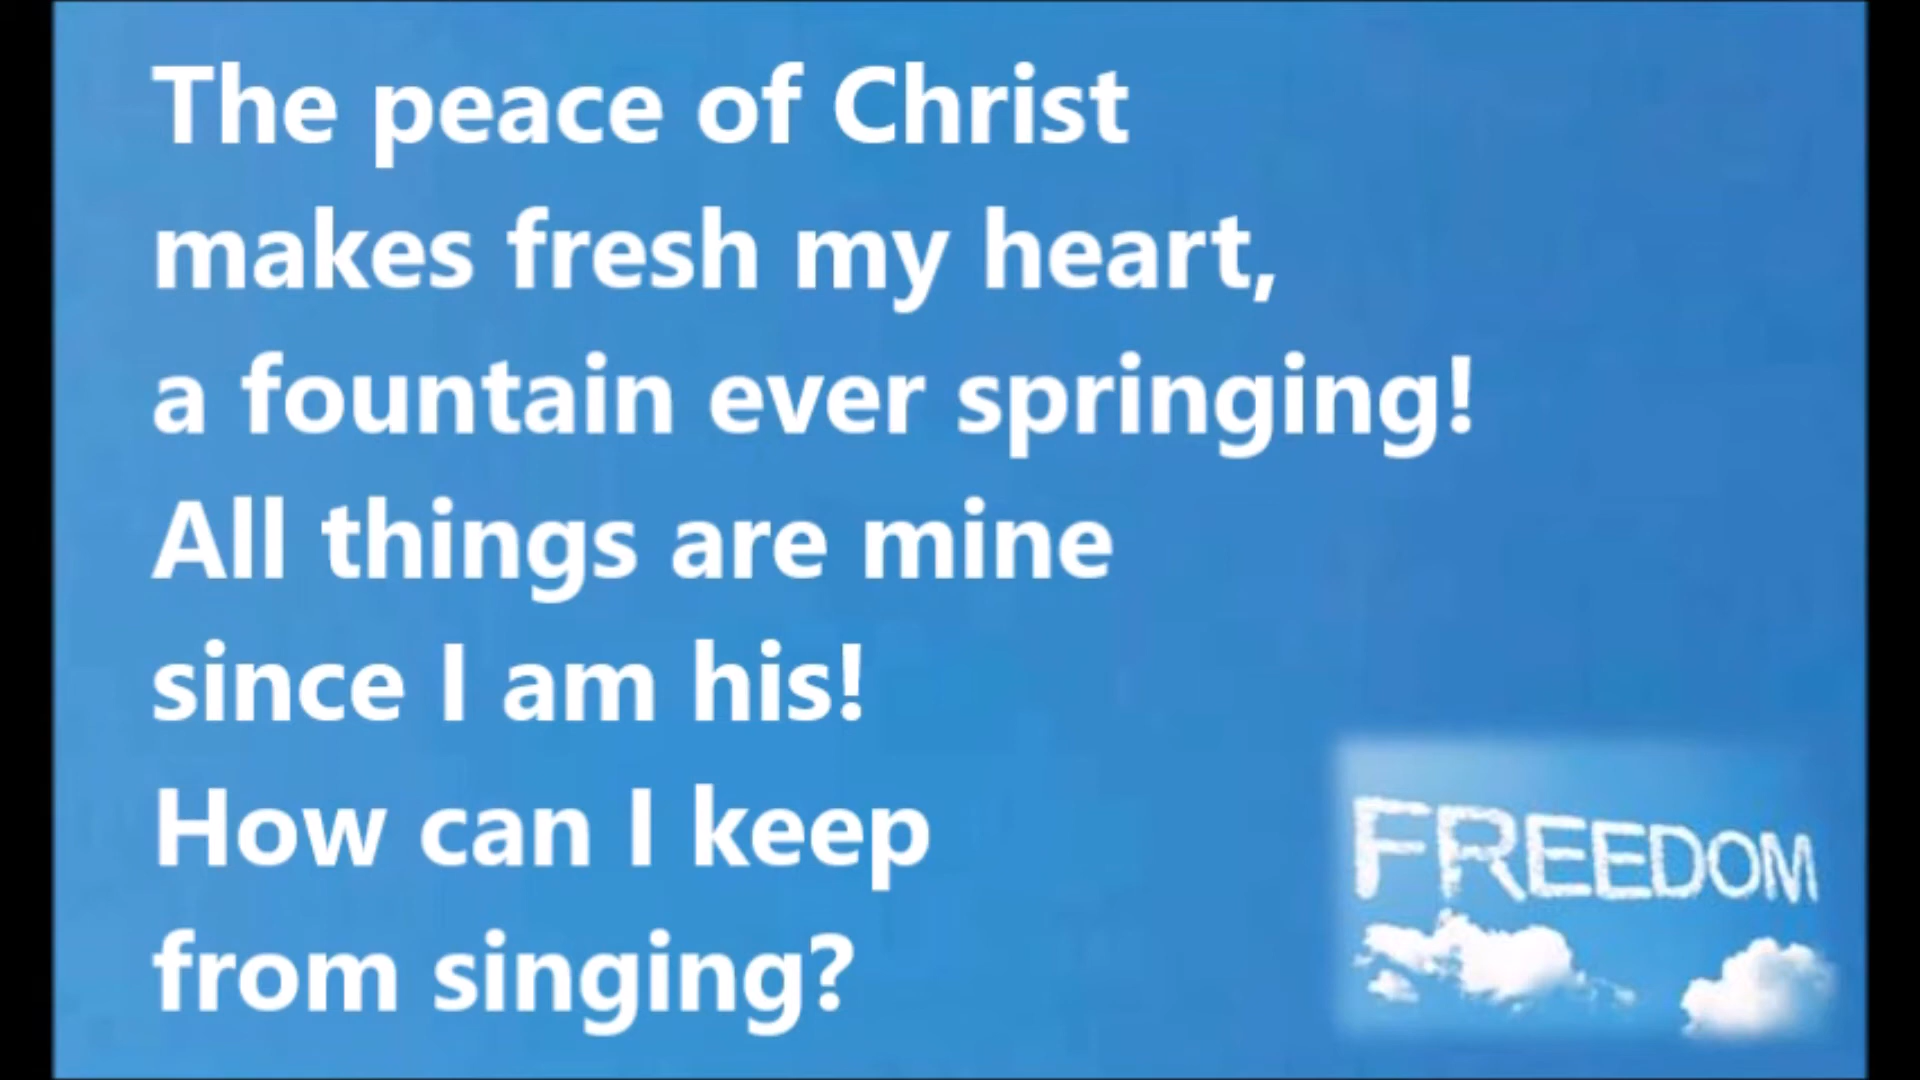 The peace of Christ
makes fresh my heart,
a fountain ever springing!
All things are mine
since I am his!
How can I keep
from singing?
FREEDOM